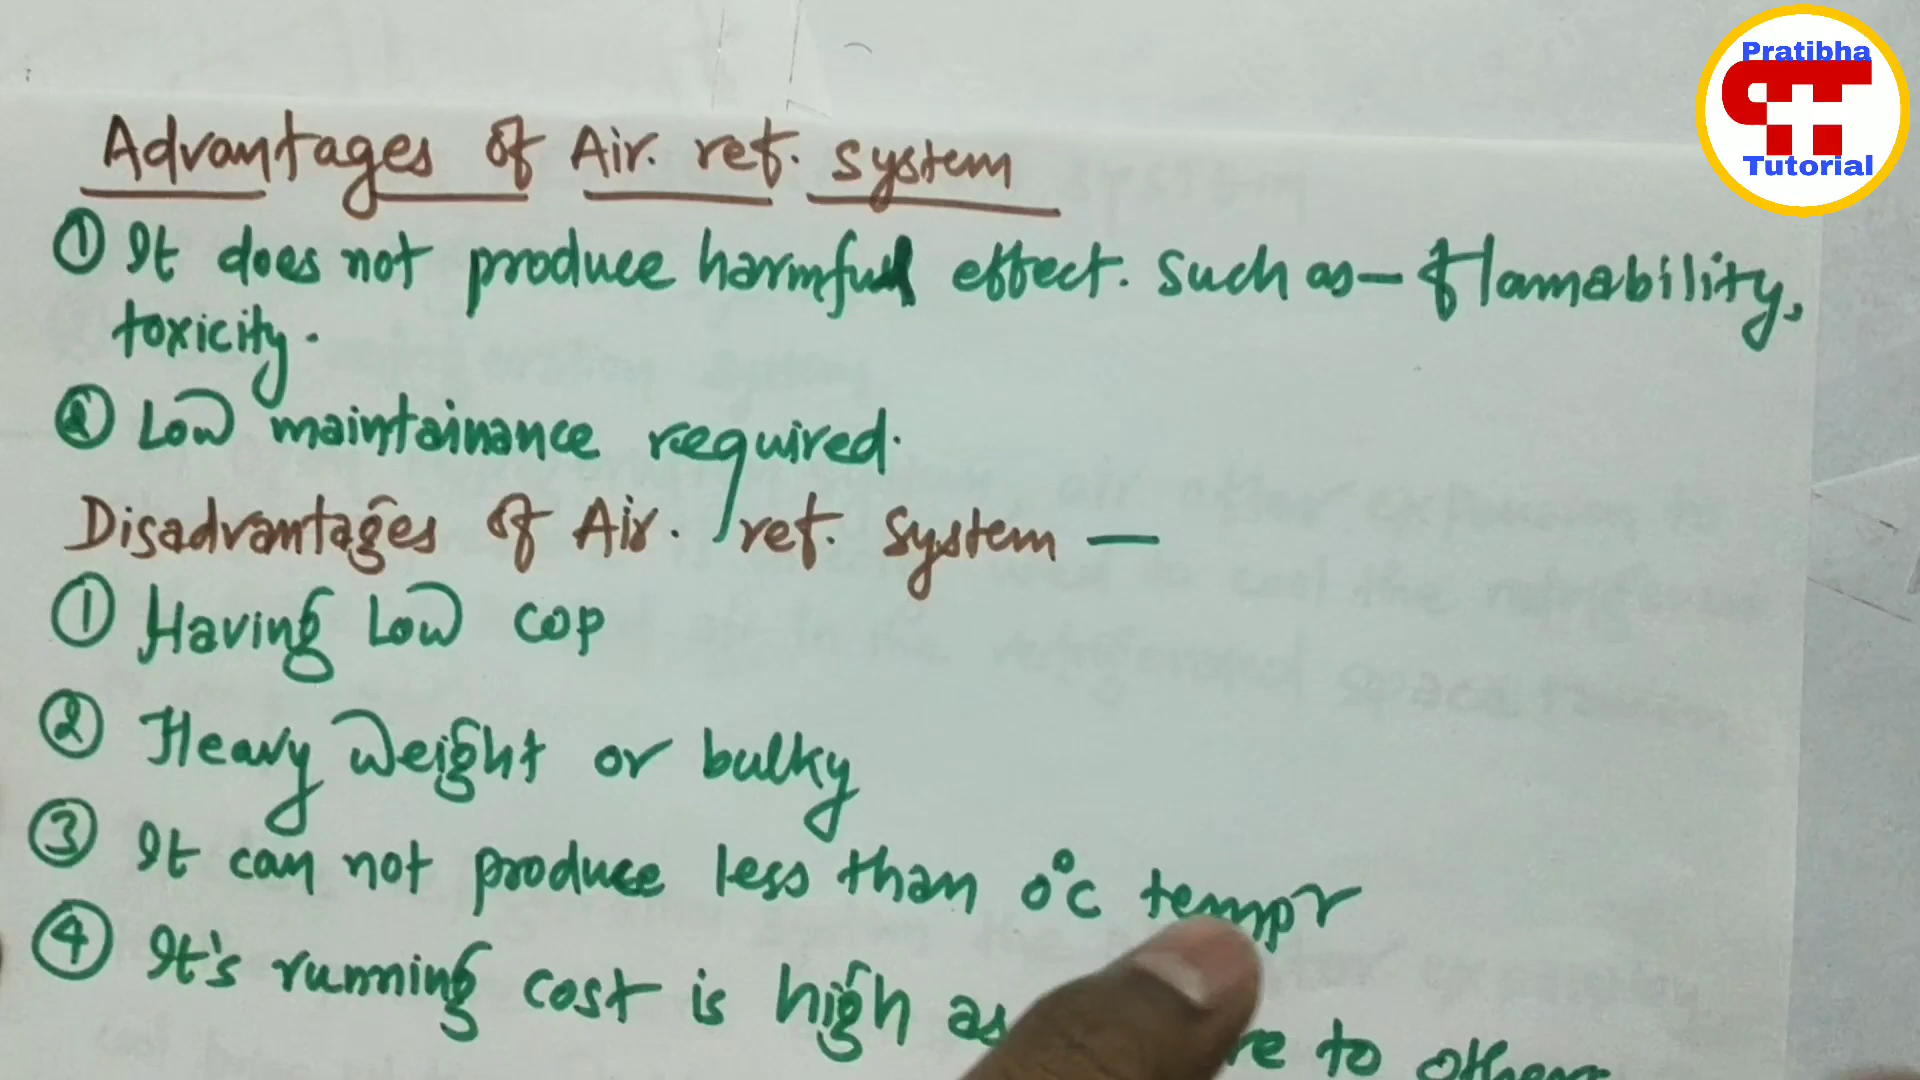 Pratibha
Tutorial
Advantages of Air. ref. system
① It does not produce harmful effect. Such as - flamability,
toxicity.
② Low maintainance required.
Disadvantages of Air. ref. system —
① Having Low cop
② Heavy weight or bulky
③ It can not produce less than 0°c tempr
④ It's running cost is high as to